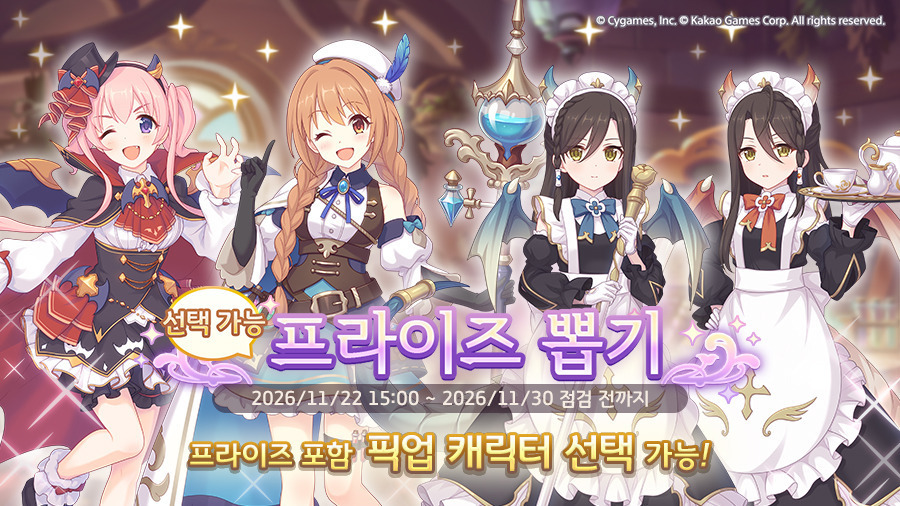 © Cygames, Inc. © Kakao Games Corp. All rights reserved.
선택 가능
프라이즈 뽑기
2026/11/22 15:00 ~ 2026/11/30 점검 전까지
프라이즈 포함 픽업 캐릭터 선택 가능!